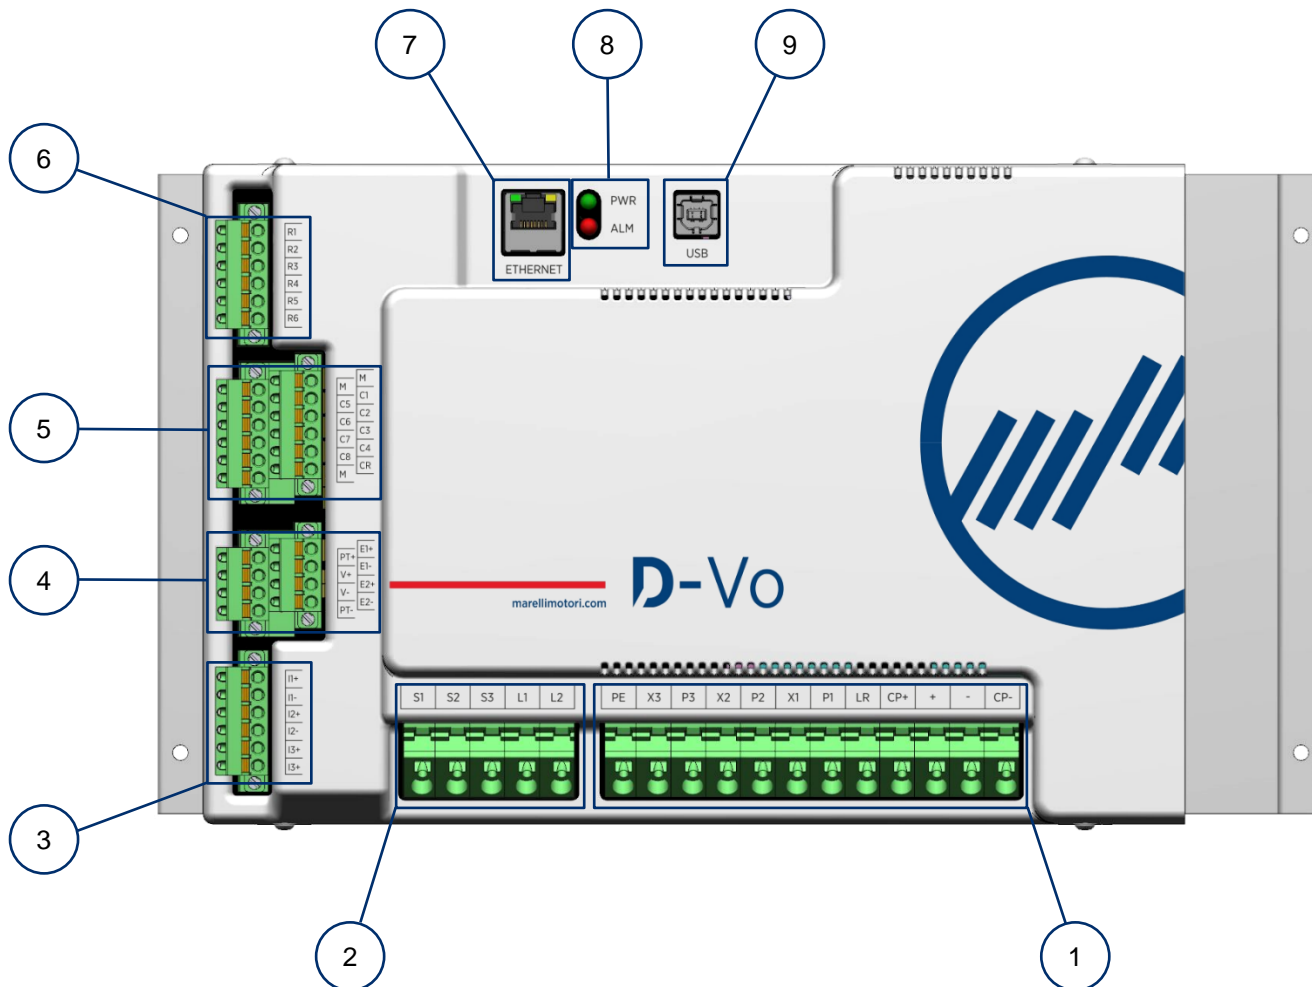 7
8
9
6
PWR
ALM
ETHERNET
USB
R1
R2
R3
R4
R5
R6
5
M
C5
C6
C7
C8
M
M
C1
C2
C3
C4
CR
4
PT+
V+
V-
PT-
E1+
E1-
E2+
E2-
marellimotori.com
D-Vo
3
I1+
I1-
I2+
I2-
I3+
I3+
S1 S2 S3 L1 L2
PE X3 P3 X2 P2 X1 P1 LR CP+ + - CP-
2
1